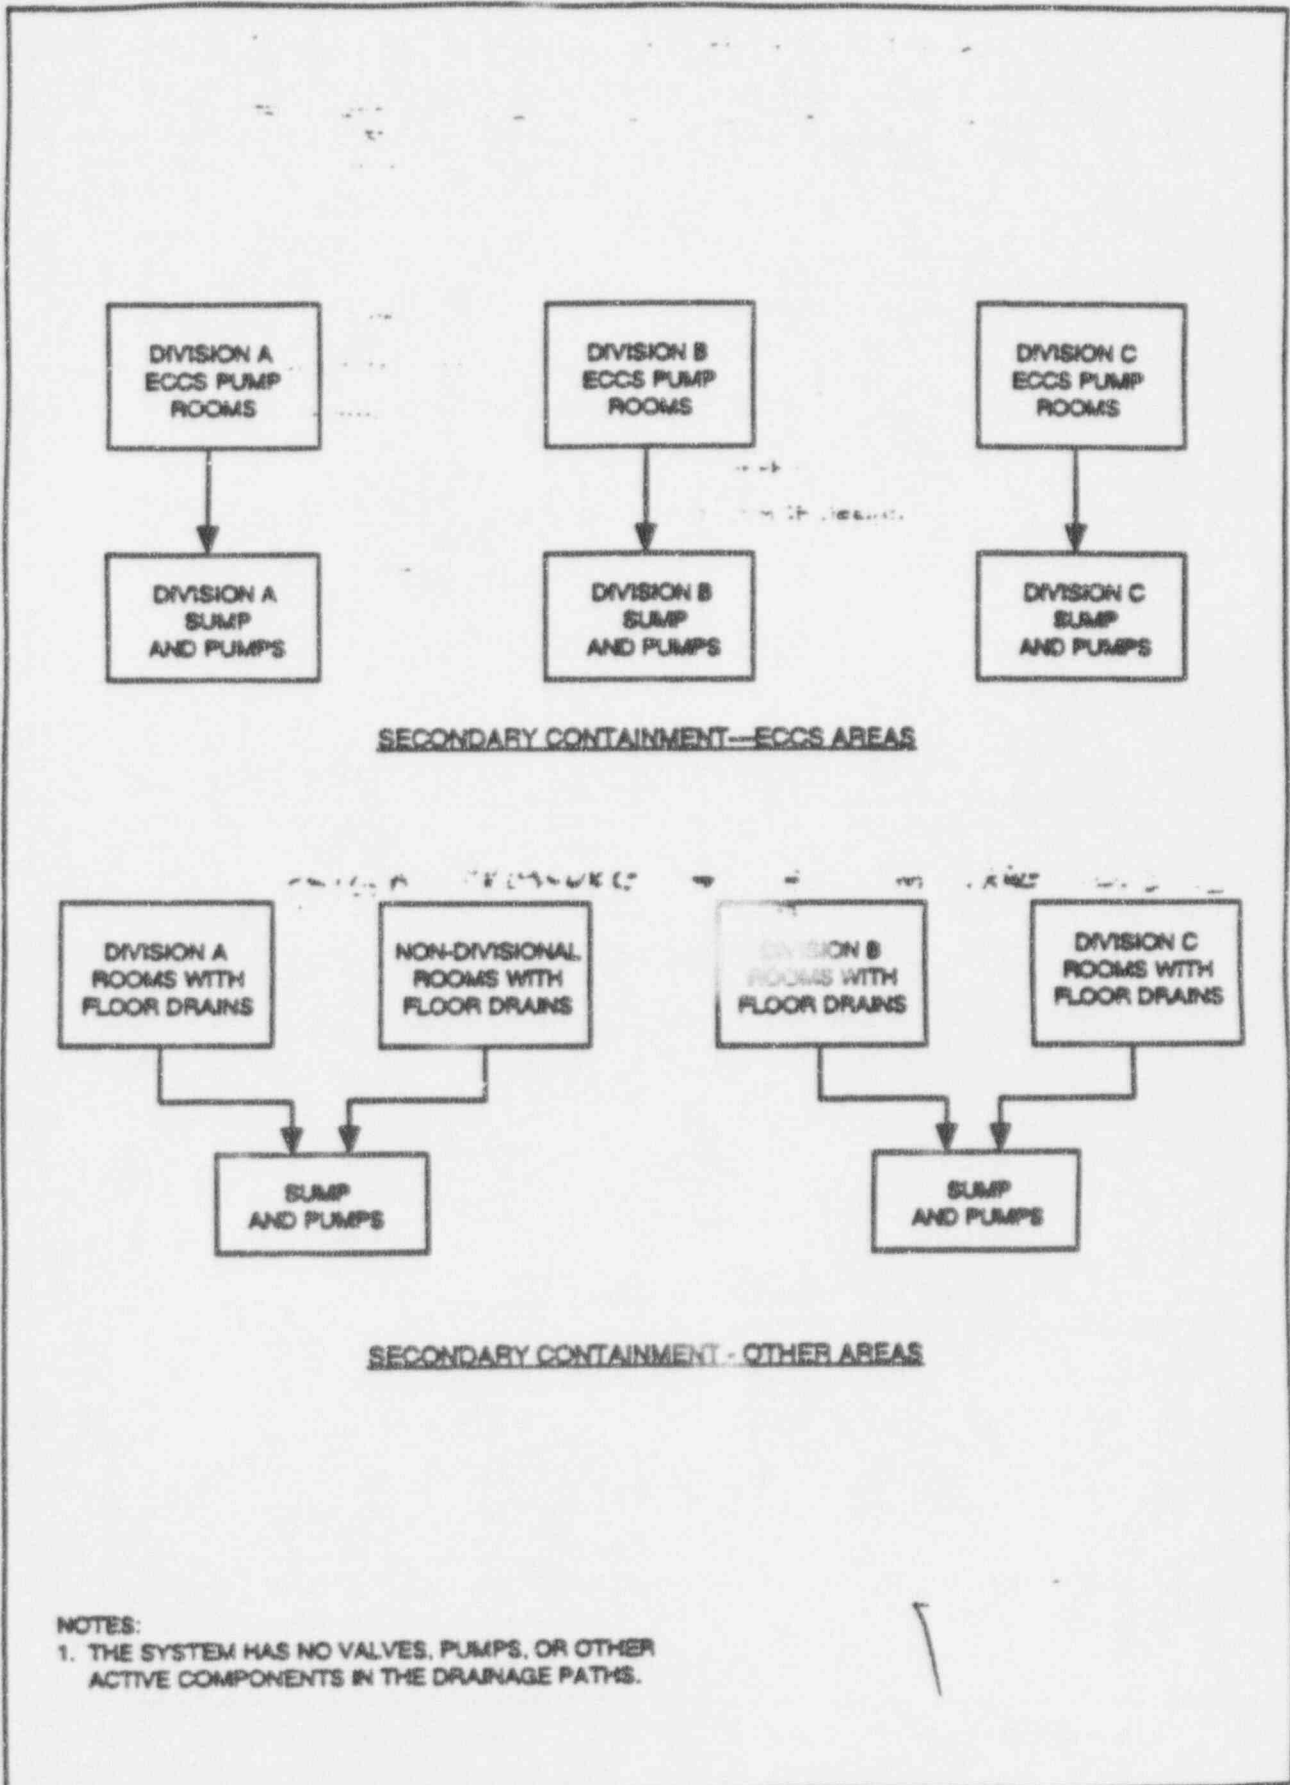 DIVISION A
ECCS PUMP
ROOMS
DIVISION B
ECCS PUMP
ROOMS
DIVISION C
ECCS PUMP
ROOMS
DIVISION A
SUMP
AND PUMPS
DIVISION B
SUMP
AND PUMPS
DIVISION C
SUMP
AND PUMPS
SECONDARY CONTAINMENT—ECCS AREAS
DIVISION A
ROOMS WITH
FLOOR DRAINS
NON-DIVISIONAL
ROOMS WITH
FLOOR DRAINS
DIVISION B
ROOMS WITH
FLOOR DRAINS
DIVISION C
ROOMS WITH
FLOOR DRAINS
SUMP
AND PUMPS
SUMP
AND PUMPS
SECONDARY CONTAINMENT - OTHER AREAS
NOTES:
1. THE SYSTEM HAS NO VALVES, PUMPS, OR OTHER
ACTIVE COMPONENTS IN THE DRAINAGE PATHS.